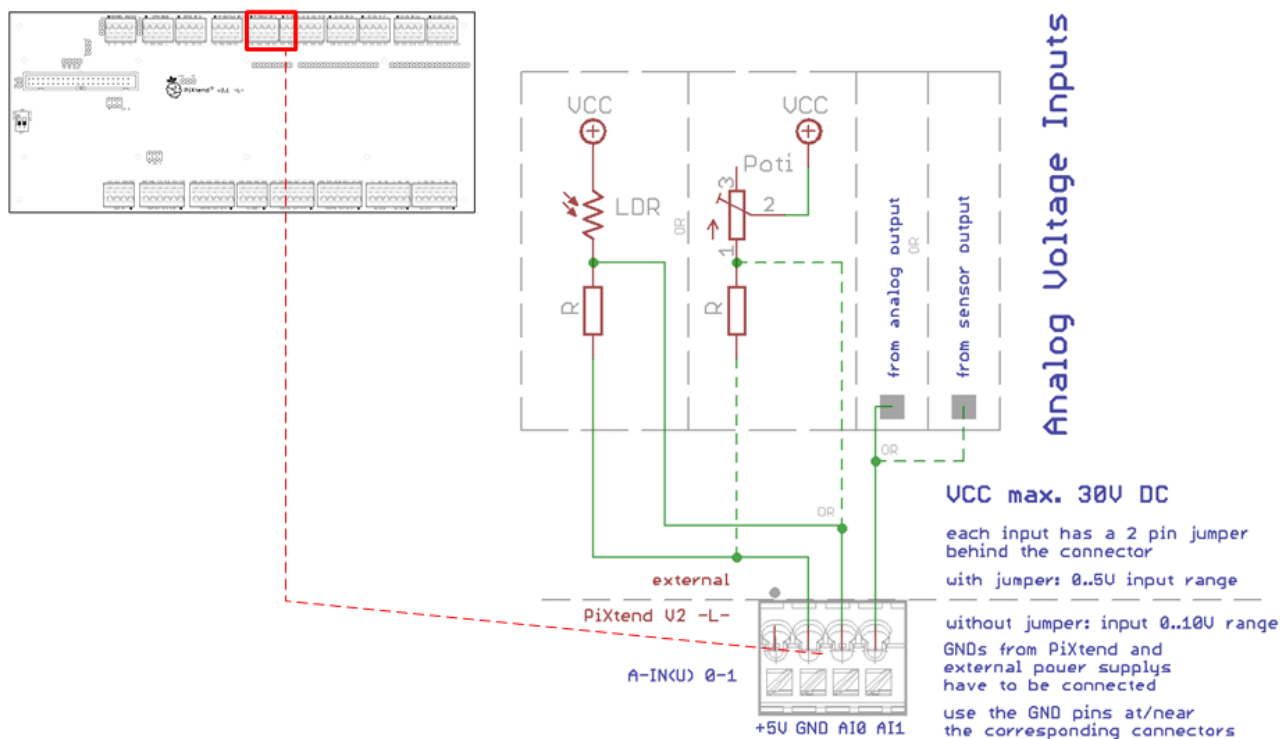 PiXtend® v2.1 -L-
Analog Voltage Inputs
VCC
VCC
Poti
3
2
1
LDR
OR
OR
R
R
from analog output
from sensor output
OR
OR
VCC max. 30V DC
each input has a 2 pin jumper
behind the connector
with jumper: 0..5V input range
external
PiXtend V2 -L-
without jumper: input 0..10V range
GNDs from PiXtend and
external power supplys
have to be connected
use the GND pins at/near
the corresponding connectors
A-IN(U) 0-1
+5V GND AI0 AI1